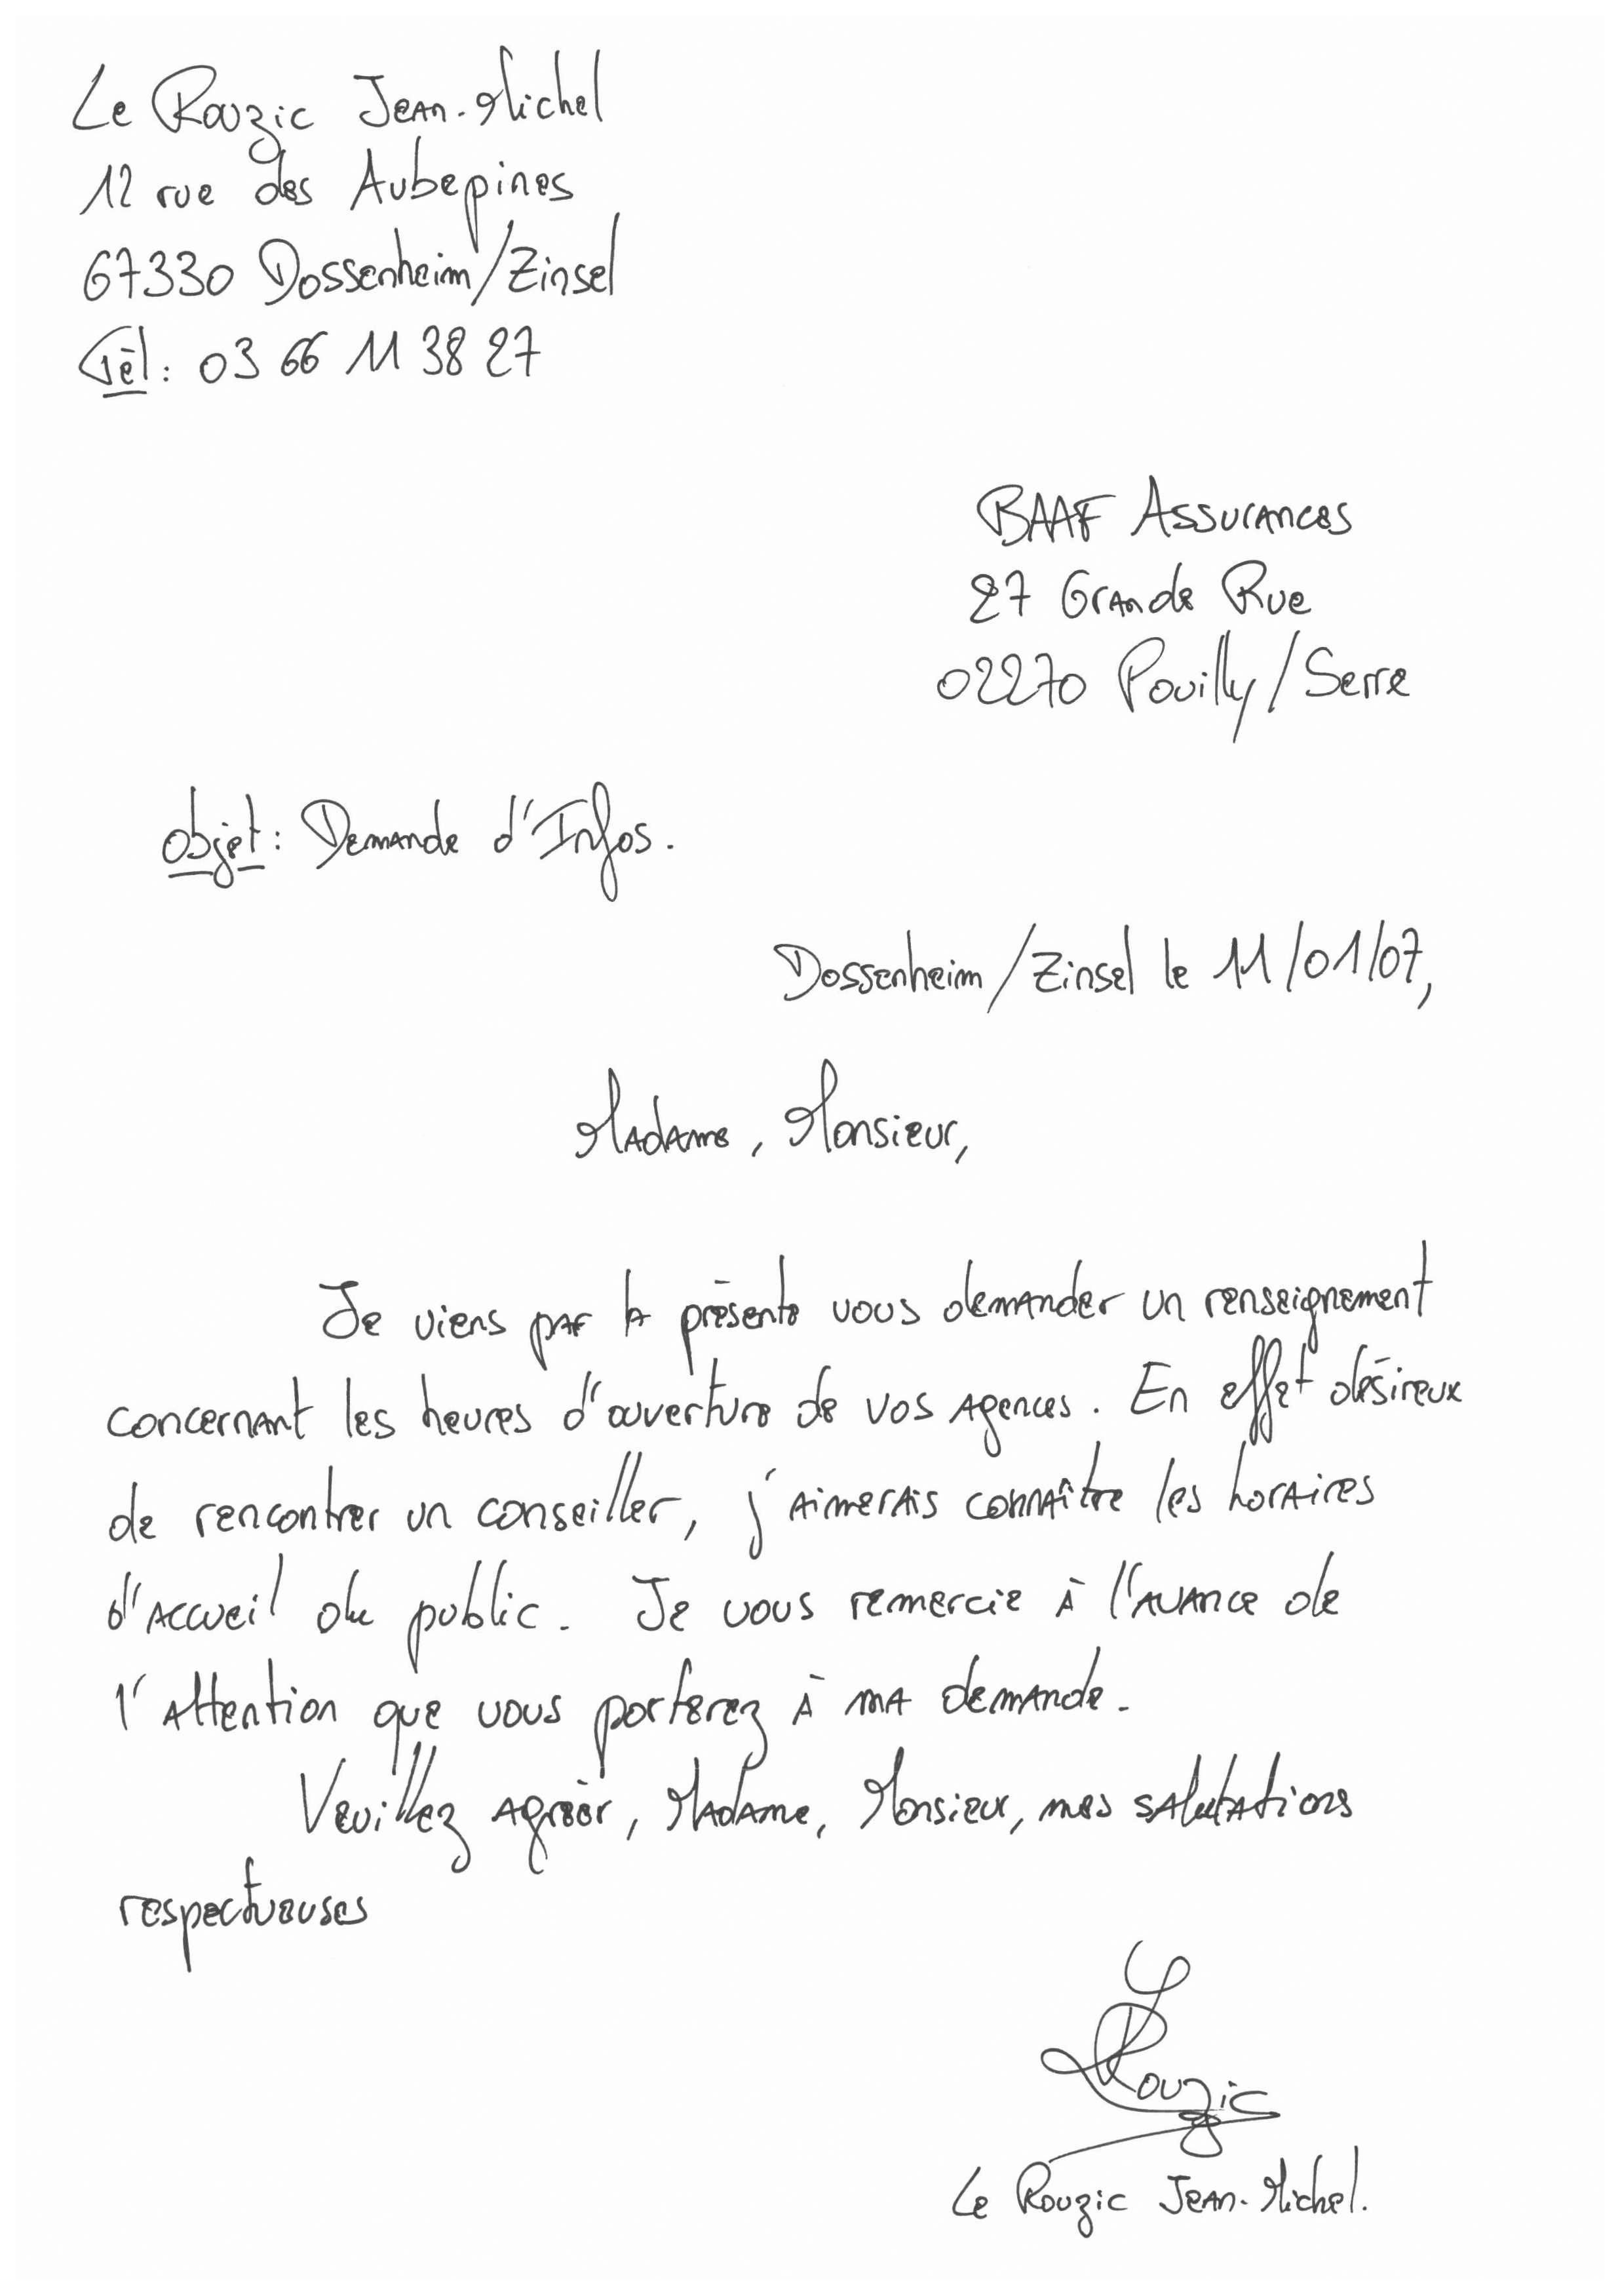 Le Rouzic Jean-Michel
12 rue des Aubepines
67330 Dossenheim/Zinsel
Tèl: 03 66 11 38 27
BAAF Assurances
27 Grande Rue
02270 Pouilly/Serre
Objet: Demande d'Infos.
Dossenheim/Zinsel le 11/01/07,
Madame, Monsieur,
Je viens par la présente vous demander un renseignement
concernant les heures d'ouverture de vos agences. En effet désireux
de rencontrer un conseiller, j'aimerais connaître les horaires
d'accueil du public. Je vous remercie à l'avance de
l'attention que vous porterez à ma demande.
Veuillez agréer, Madame, Monsieur, mes salutations
respectueuses
Le Rouzic
Le Rouzic Jean-Michel.